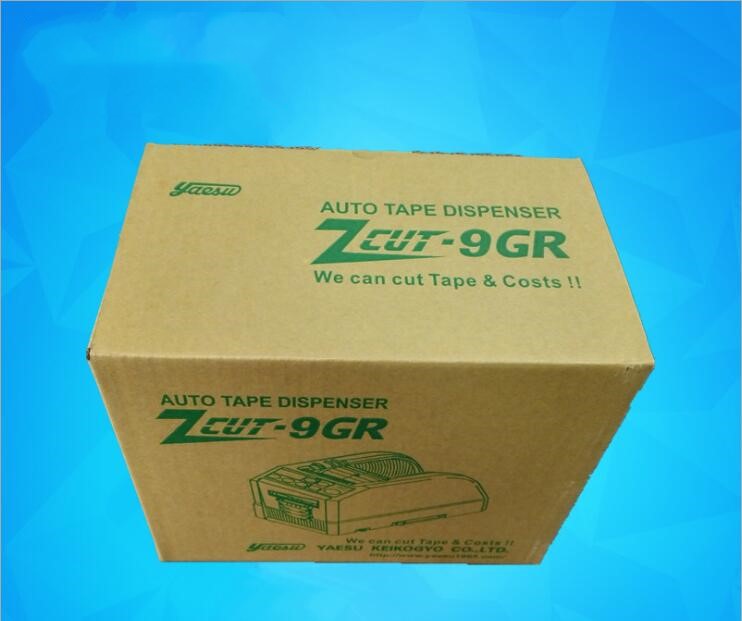 Yaesu
AUTO TAPE DISPENSER
ZCUT-9GR
We can cut Tape & Costs !!
AUTO TAPE DISPENSER
ZCUT-9GR
We can cut Tape & Costs !!
Yaesu YAESU KEIKOGYO CO.,LTD.